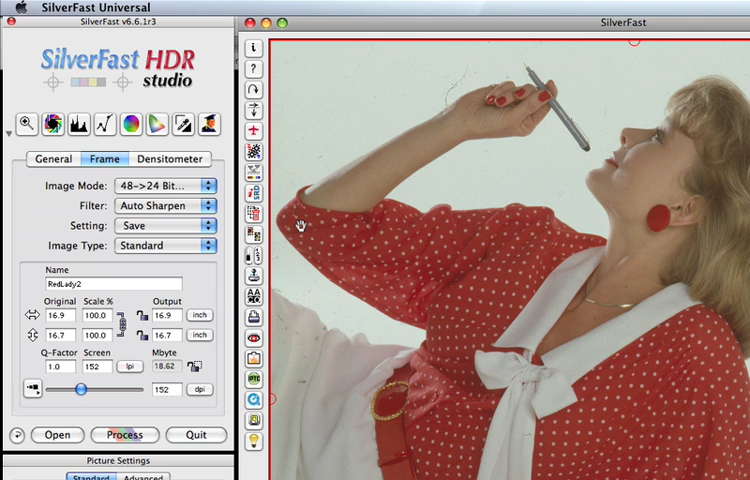 SilverFast Universal
SilverFast v6.6.1r3
SilverFast
SilverFast HDR
studio
General
Frame
Densitometer
Image Mode:
48->24 Bit...
Filter:
Auto Sharpen
Setting:
Save
Image Type:
Standard
Name
RedLady2
Original
Scale %
Output
16.9
100.0
16.9
inch
16.7
100.0
16.7
inch
Q-Factor
Screen
Mbyte
1.0
152
lpi
18.62
152
dpi
Open
Process
Quit
Picture Settings
Standard
Advanced
i
?
SRD
AA
IPTC